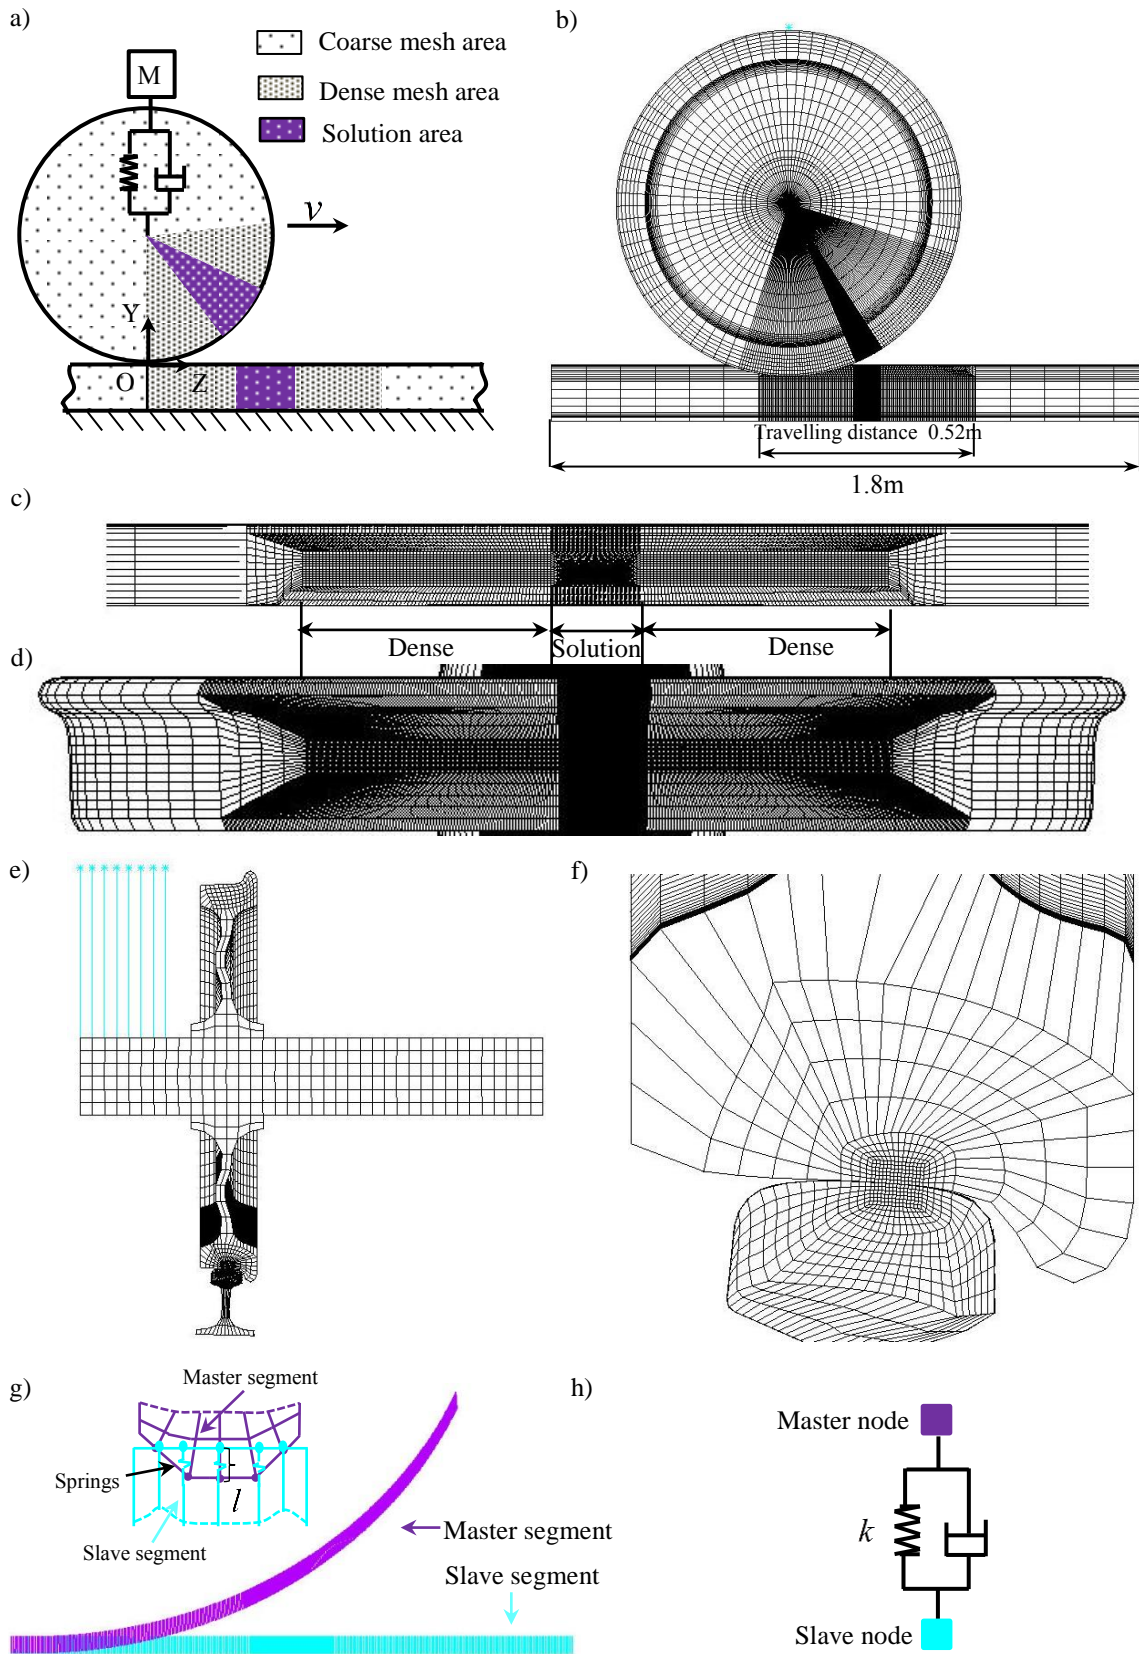 a)
Coarse mesh area
M
Dense mesh area
Solution area
v
Y
O
Z
b)
Travelling distance 0.52m
1.8m
c)
Dense
Solution
Dense
d)
e)
f)
g)
Master segment
Springs
l
Slave segment
Master segment
Slave segment
h)
Master node
k
Slave node